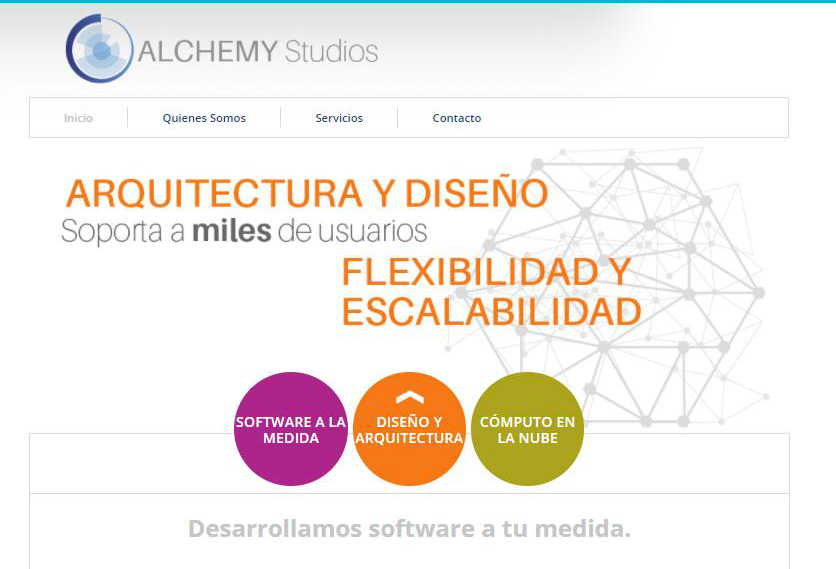 ALCHEMY Studios
Inicio
Quienes Somos
Servicios
Contacto
ARQUITECTURA Y DISEÑO
Soporta a miles de usuarios
FLEXIBILIDAD Y
ESCALABILIDAD
SOFTWARE A LA
MEDIDA
DISEÑO Y
ARQUITECTURA
CÓMPUTO EN
LA NUBE
Desarrollamos software a tu medida.